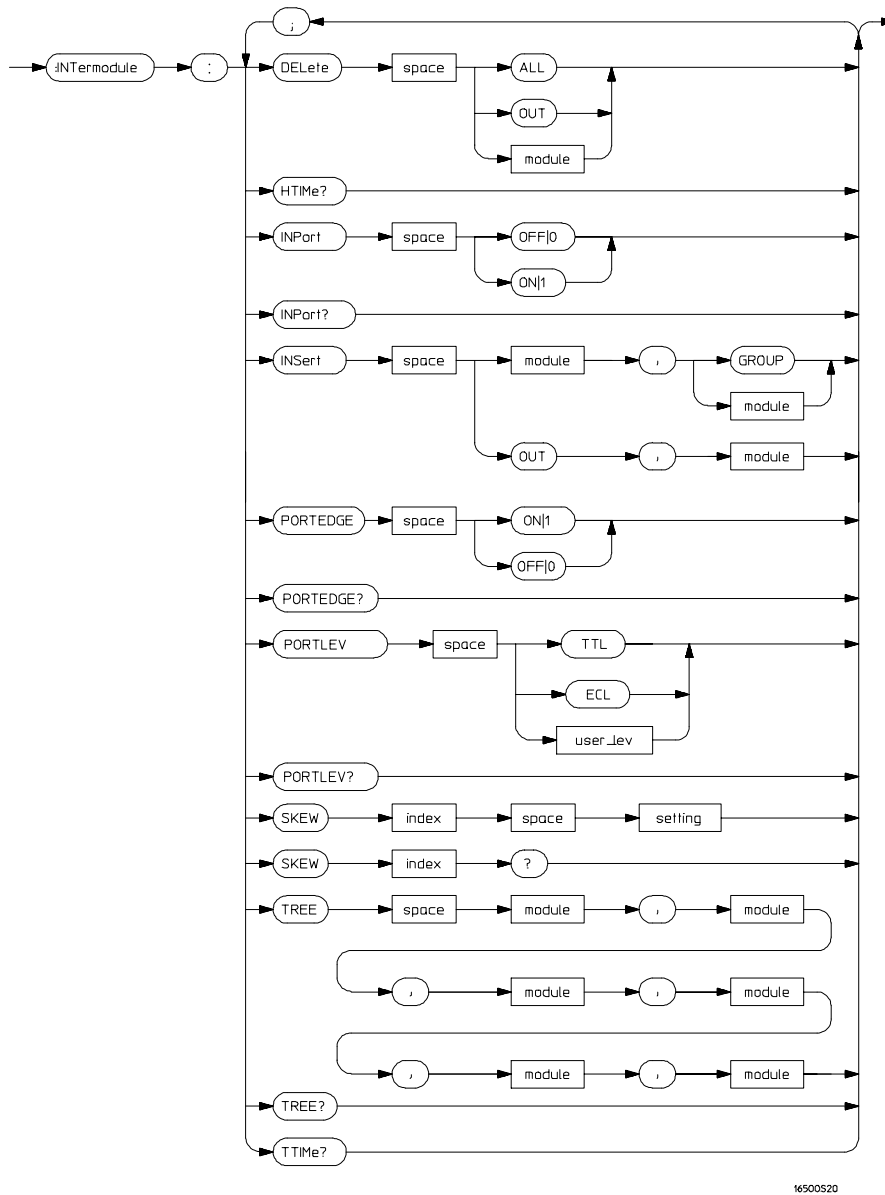 ;
:INTermodule : DELete space ALL
OUT
module
HTIMe?
INPort space OFF|0
ON|1
INPort?
INSert space module , GROUP
module
OUT , module
PORTEDGE space ON|1
OFF|0
PORTEDGE?
PORTLEV space TTL
ECL
user_lev
PORTLEV?
SKEW index space setting
SKEW index ?
TREE space module , module
, module , module
, module , module
TREE?
TTIMe?
16500S20